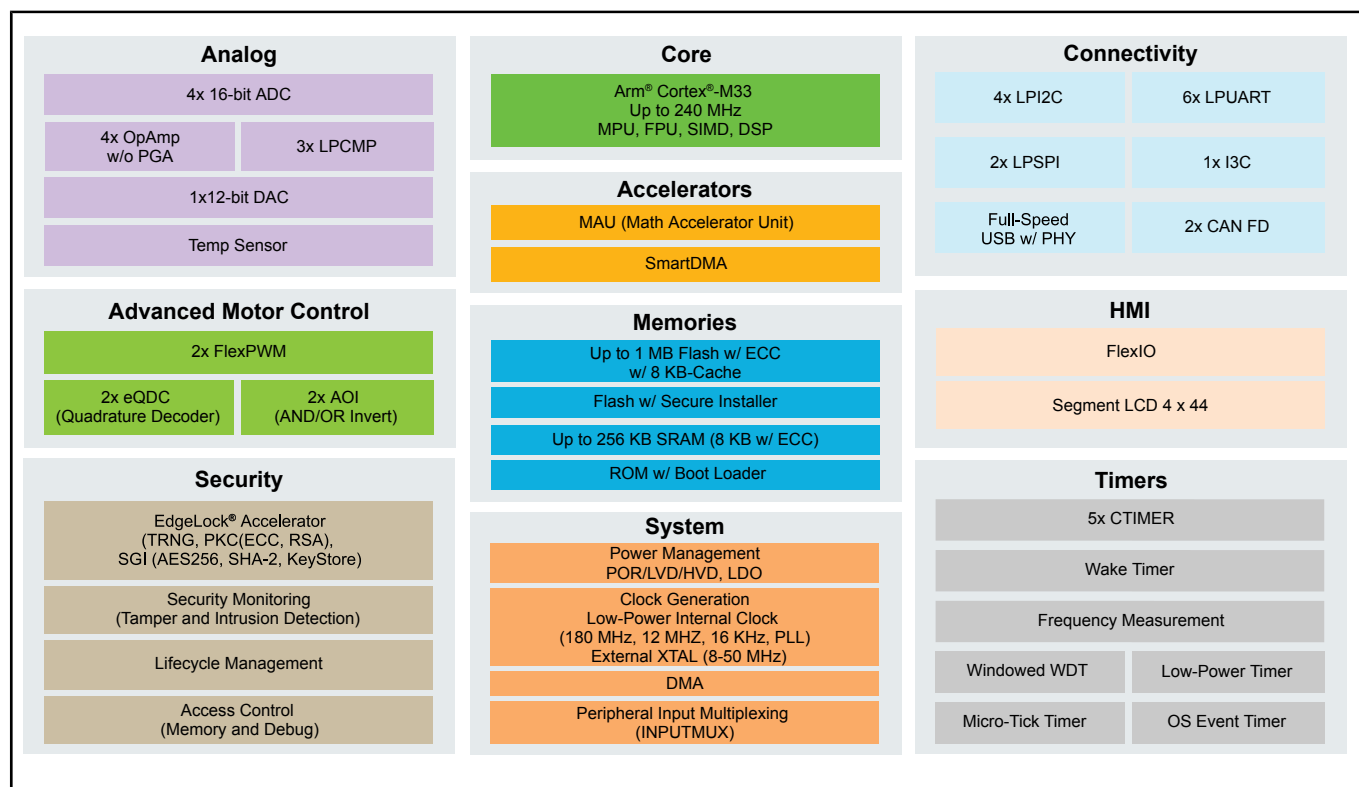 Analog
4x 16-bit ADC
4x OpAmp
w/o PGA
3x LPCMP
1x12-bit DAC
Temp Sensor
Advanced Motor Control
2x FlexPWM
2x eQDC
(Quadrature Decoder)
2x AOI
(AND/OR Invert)
Security
EdgeLock® Accelerator
(TRNG, PKC(ECC, RSA),
SGI (AES256, SHA-2, KeyStore)
Security Monitoring
(Tamper and Intrusion Detection)
Lifecycle Management
Access Control
(Memory and Debug)
Core
Arm® Cortex®-M33
Up to 240 MHz
MPU, FPU, SIMD, DSP
Accelerators
MAU (Math Accelerator Unit)
SmartDMA
Memories
Up to 1 MB Flash w/ ECC
w/ 8 KB-Cache
Flash w/ Secure Installer
Up to 256 KB SRAM (8 KB w/ ECC)
ROM w/ Boot Loader
System
Power Management
POR/LVD/HVD, LDO
Clock Generation
Low-Power Internal Clock
(180 MHz, 12 MHZ, 16 KHz, PLL)
External XTAL (8-50 MHz)
DMA
Peripheral Input Multiplexing
(INPUTMUX)
Connectivity
4x LPI2C
6x LPUART
2x LPSPI
1x I3C
Full-Speed
USB w/ PHY
2x CAN FD
HMI
FlexIO
Segment LCD 4 x 44
Timers
5x CTIMER
Wake Timer
Frequency Measurement
Windowed WDT
Low-Power Timer
Micro-Tick Timer
OS Event Timer